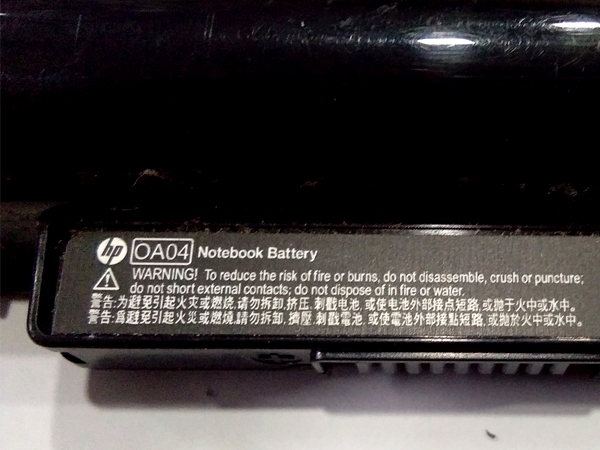 hp OA04 Notebook Battery
WARNING! To reduce the risk of fire or burns, do not disassemble, crush or puncture;
do not short external contacts; do not dispose of in fire or water.
警告:为避至引起火灾或燃烧,请勿拆卸,挤压,刺戳电池,或使电池外部接点短路,或抛于火中或水中。
警告:爲避至引起火災或燃燒,請勿拆卸,擠壓,刺戳電池,或使電池外部接點短路,或拋於火中或水中。